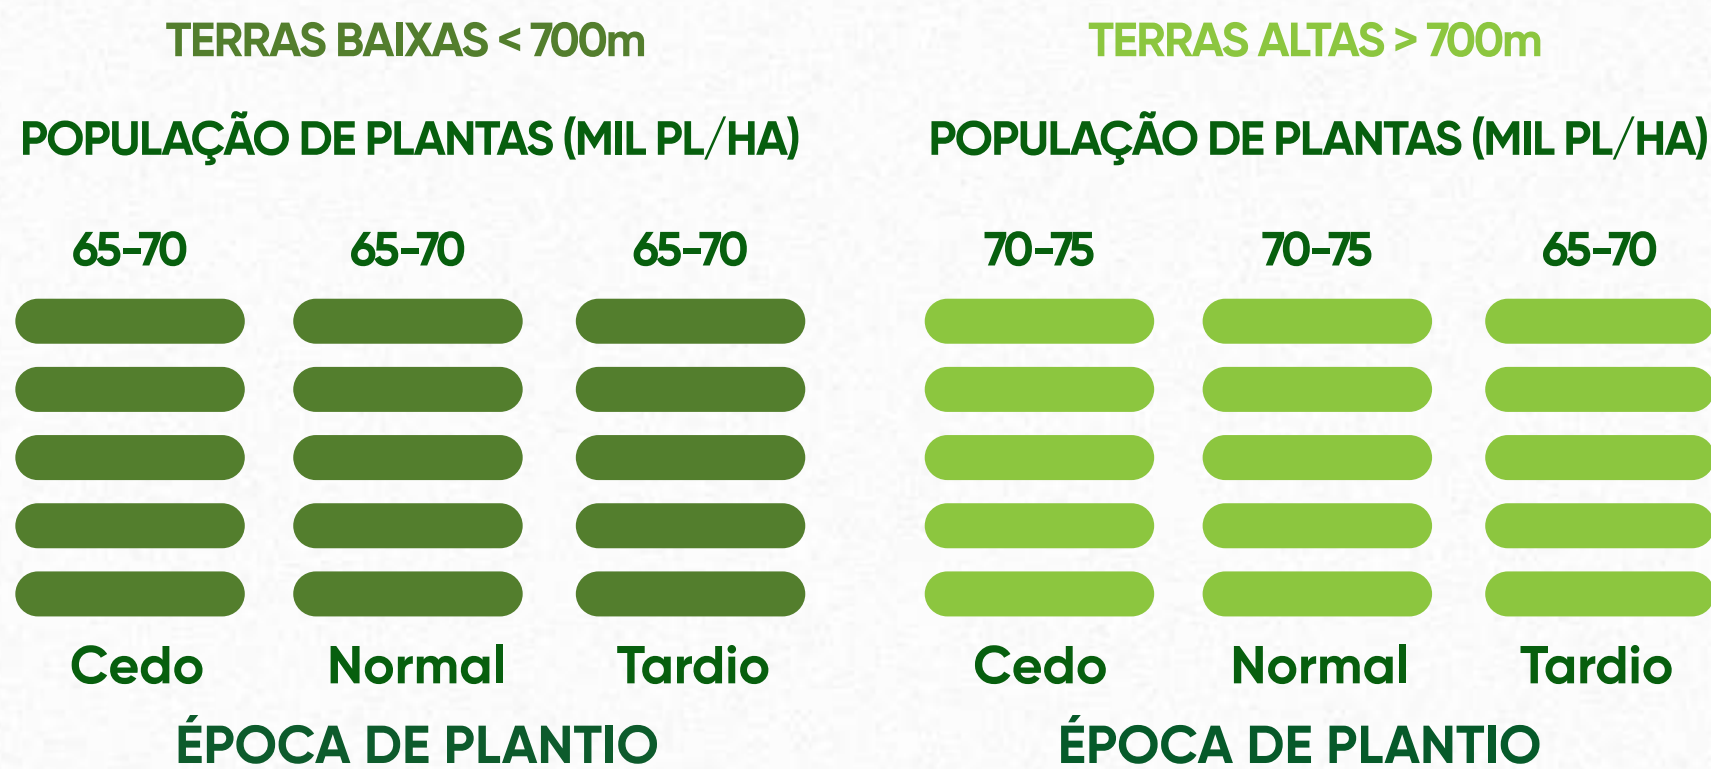 TERRAS BAIXAS < 700m
POPULAÇÃO DE PLANTAS (MIL PL/HA)
65-70 65-70 65-70
Cedo Normal Tardio
ÉPOCA DE PLANTIO
TERRAS ALTAS > 700m
POPULAÇÃO DE PLANTAS (MIL PL/HA)
70-75 70-75 65-70
Cedo Normal Tardio
ÉPOCA DE PLANTIO